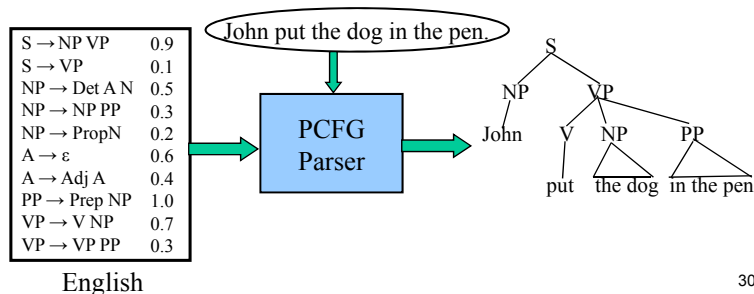 John put the dog in the pen.
S → NP VP 0.9
S → VP 0.1
NP → Det A N 0.5
NP → NP PP 0.3
NP → PropN 0.2
A → ε 0.6
A → Adj A 0.4
PP → Prep NP 1.0
VP → V NP 0.7
VP → VP PP 0.3
English
PCFG
Parser
S
NP VP
John V NP PP
put the dog in the pen
30